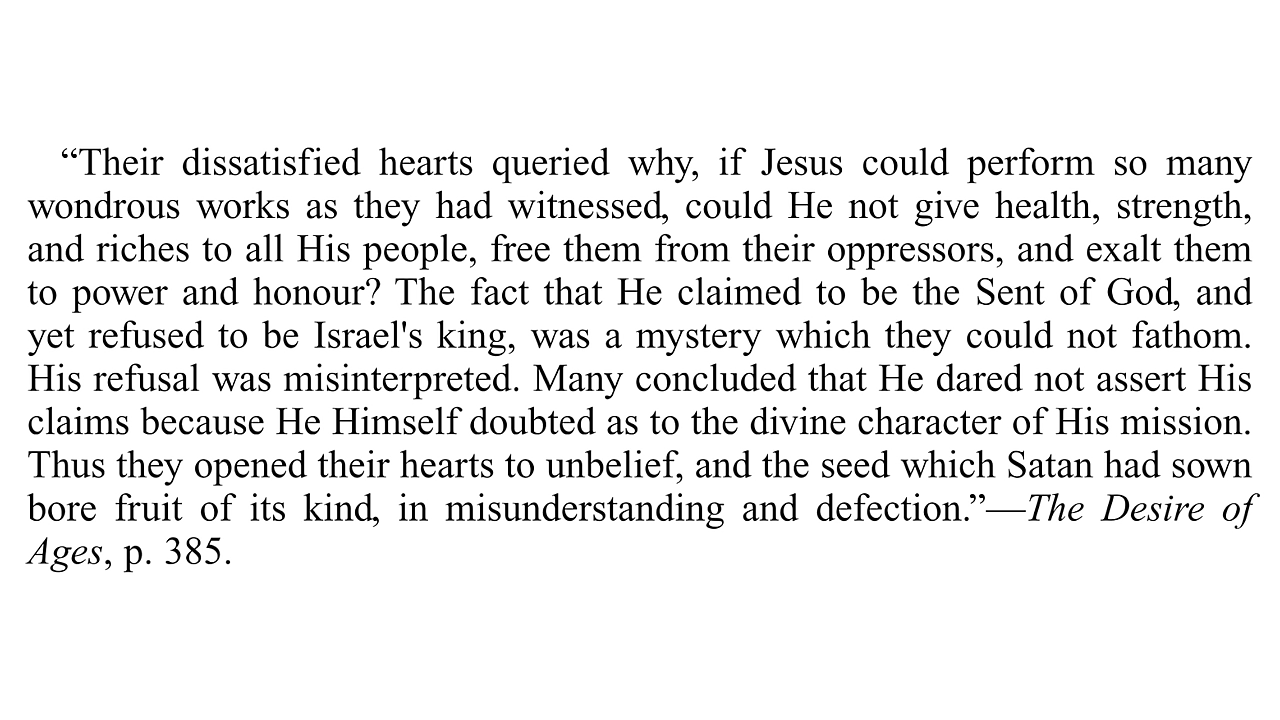 “Their dissatisfied hearts queried why, if Jesus could perform so many
wondrous works as they had witnessed, could He not give health, strength,
and riches to all His people, free them from their oppressors, and exalt them
to power and honour? The fact that He claimed to be the Sent of God, and
yet refused to be Israel's king, was a mystery which they could not fathom.
His refusal was misinterpreted. Many concluded that He dared not assert His
claims because He Himself doubted as to the divine character of His mission.
Thus they opened their hearts to unbelief, and the seed which Satan had sown
bore fruit of its kind, in misunderstanding and defection.”—The Desire of
Ages, p. 385.